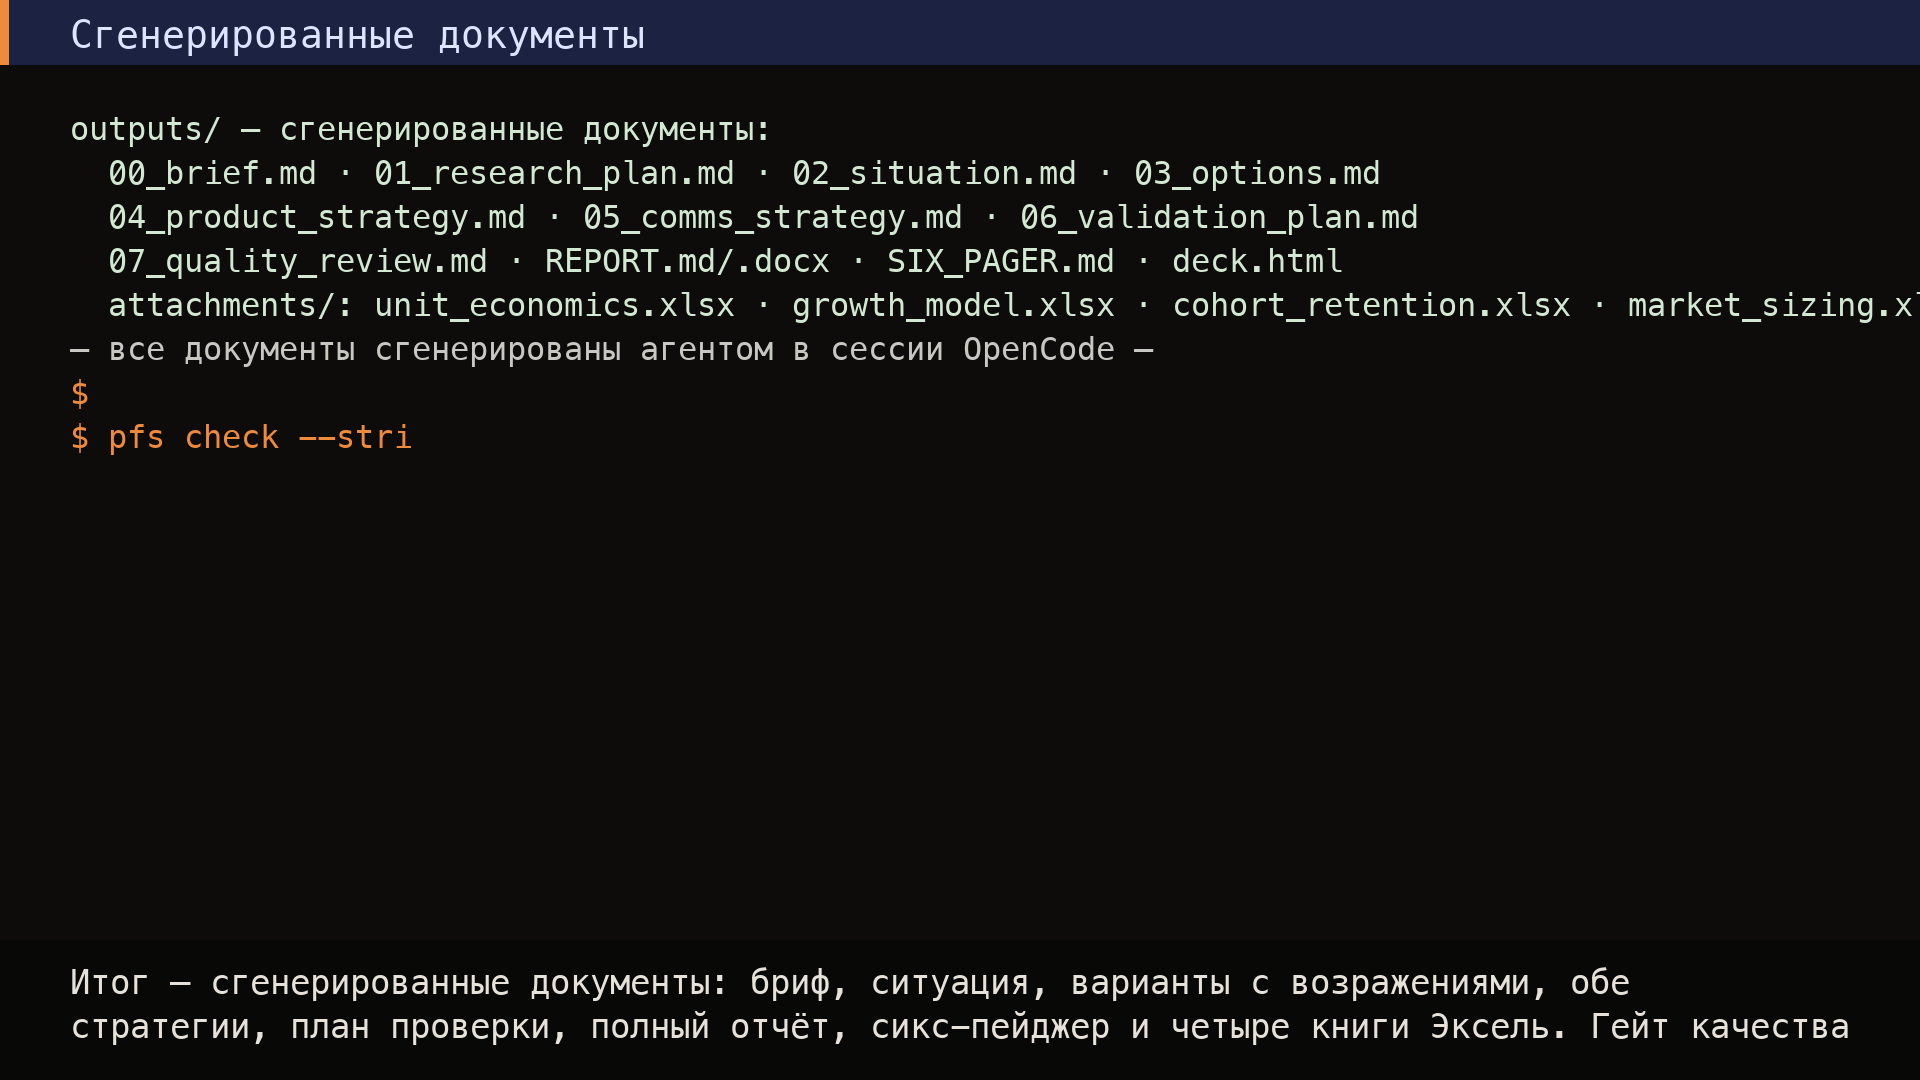 Сгенерированные документы
outputs/ — сгенерированные документы:
00_brief.md · 01_research_plan.md · 02_situation.md · 03_options.md
04_product_strategy.md · 05_comms_strategy.md · 06_validation_plan.md
07_quality_review.md · REPORT.md/.docx · SIX_PAGER.md · deck.html
attachments/: unit_economics.xlsx · growth_model.xlsx · cohort_retention.xlsx · market_sizing.xl
— все документы сгенерированы агентом в сессии OpenCode —
$
$ pfs check --stri
Итог — сгенерированные документы: бриф, ситуация, варианты с возражениями, обе
стратегии, план проверки, полный отчёт, сикс-пейджер и четыре книги Эксель. Гейт качества